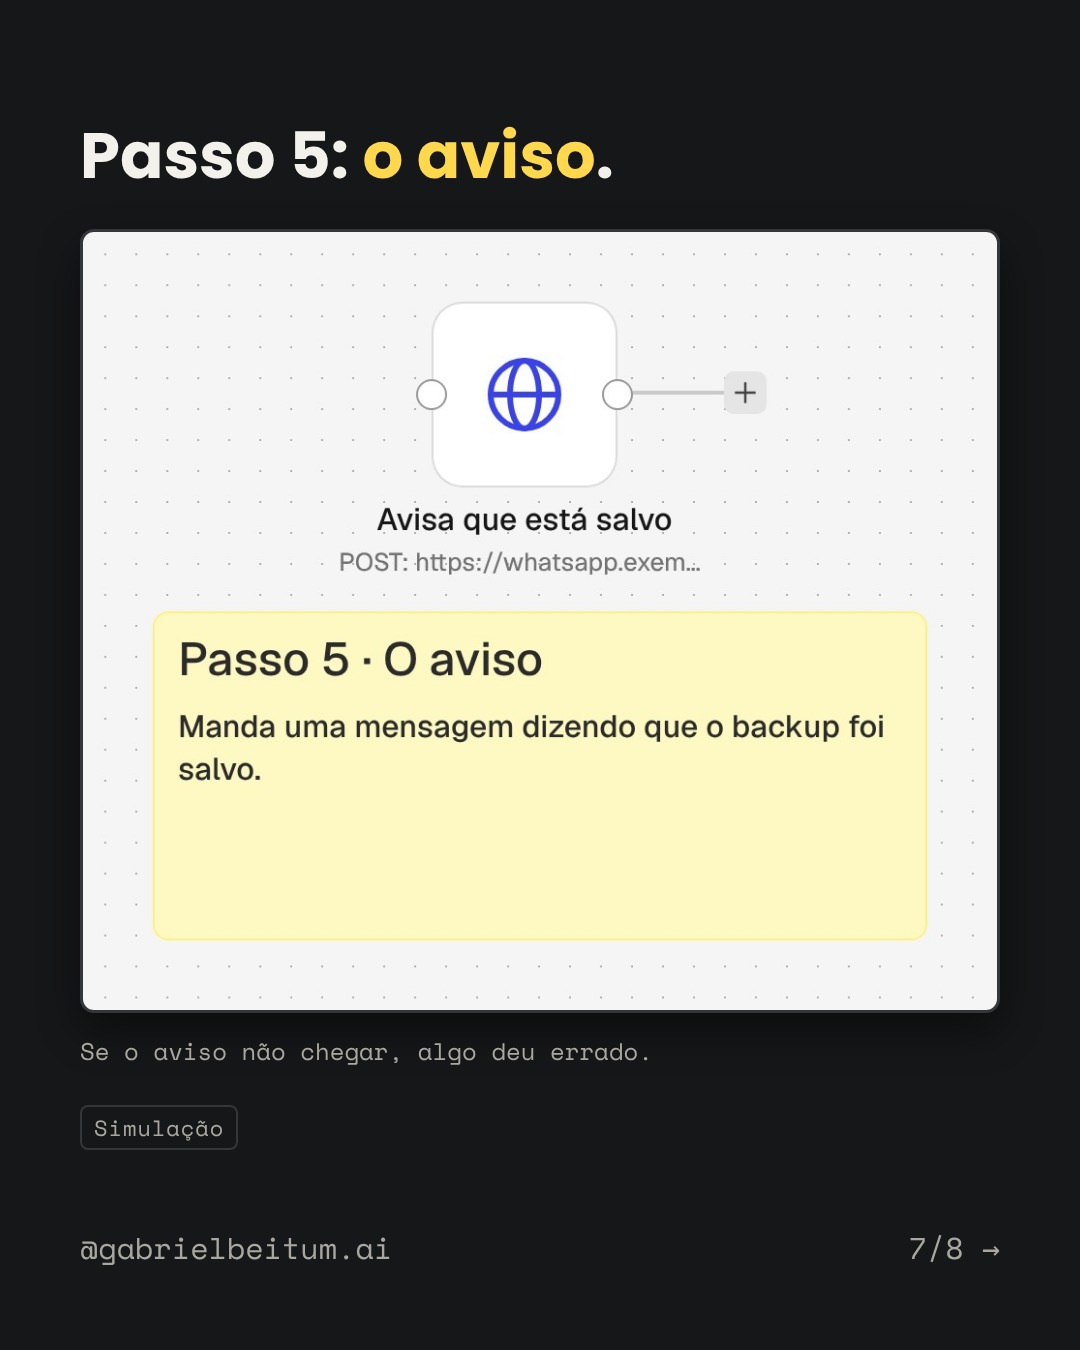 Passo 5: o aviso.
Avisa que está salvo
POST: https://whatsapp.exem...
Passo 5 · O aviso
Manda uma mensagem dizendo que o backup foi
salvo.
Se o aviso não chegar, algo deu errado.
Simulação
@gabrielbeitum.ai
7/8 →